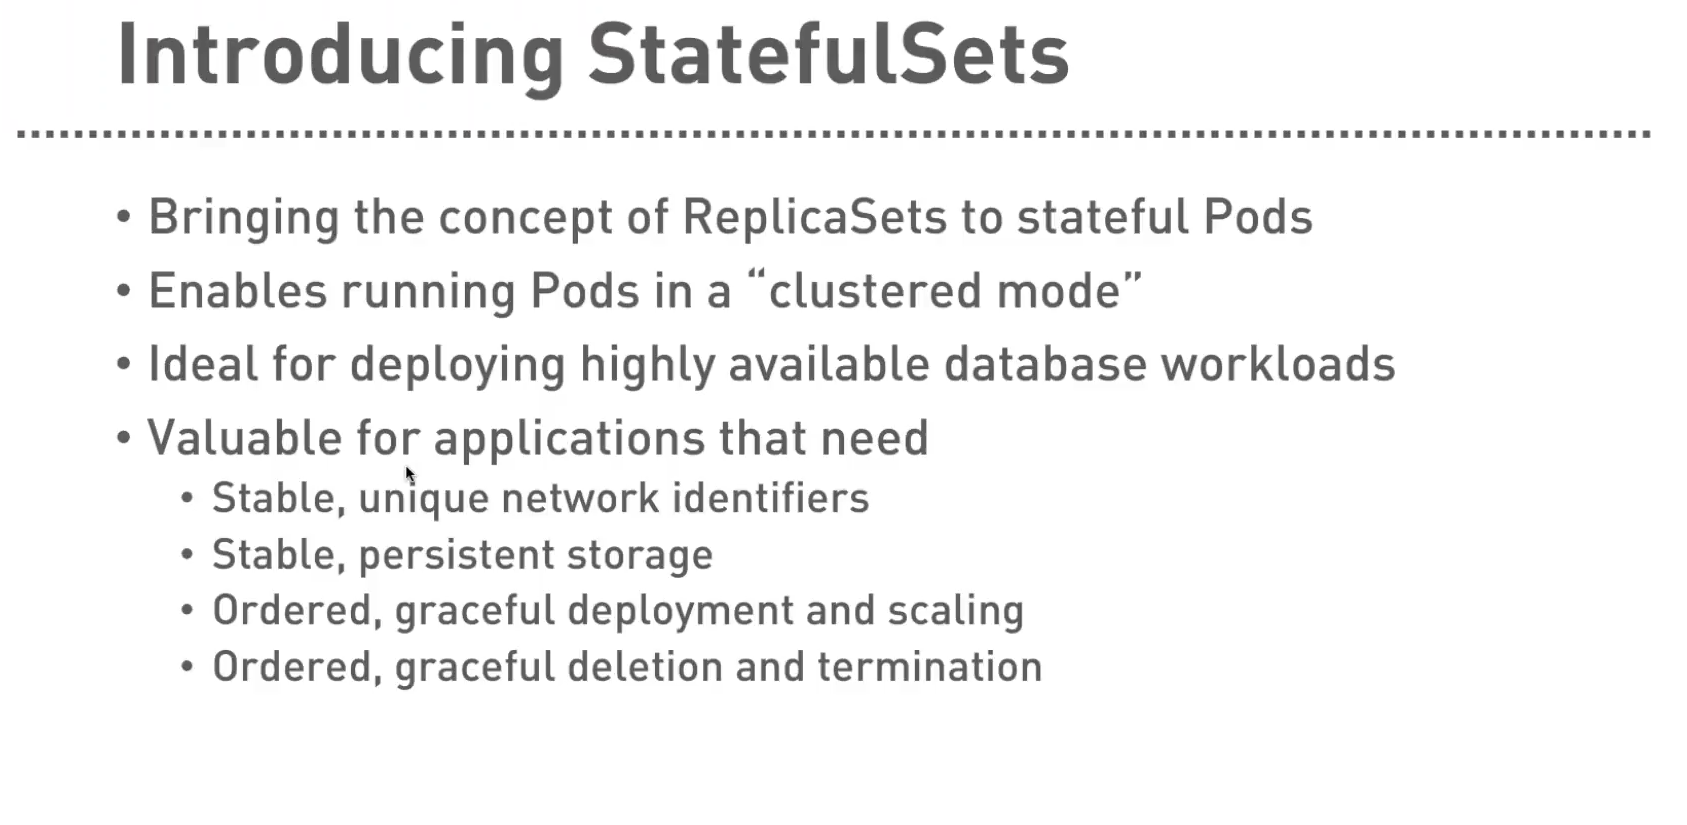 Introducing StatefulSets
• Bringing the concept of ReplicaSets to stateful Pods
• Enables running Pods in a “clustered mode”
• Ideal for deploying highly available database workloads
• Valuable for applications that need
• Stable, unique network identifiers
• Stable, persistent storage
• Ordered, graceful deployment and scaling
• Ordered, graceful deletion and termination